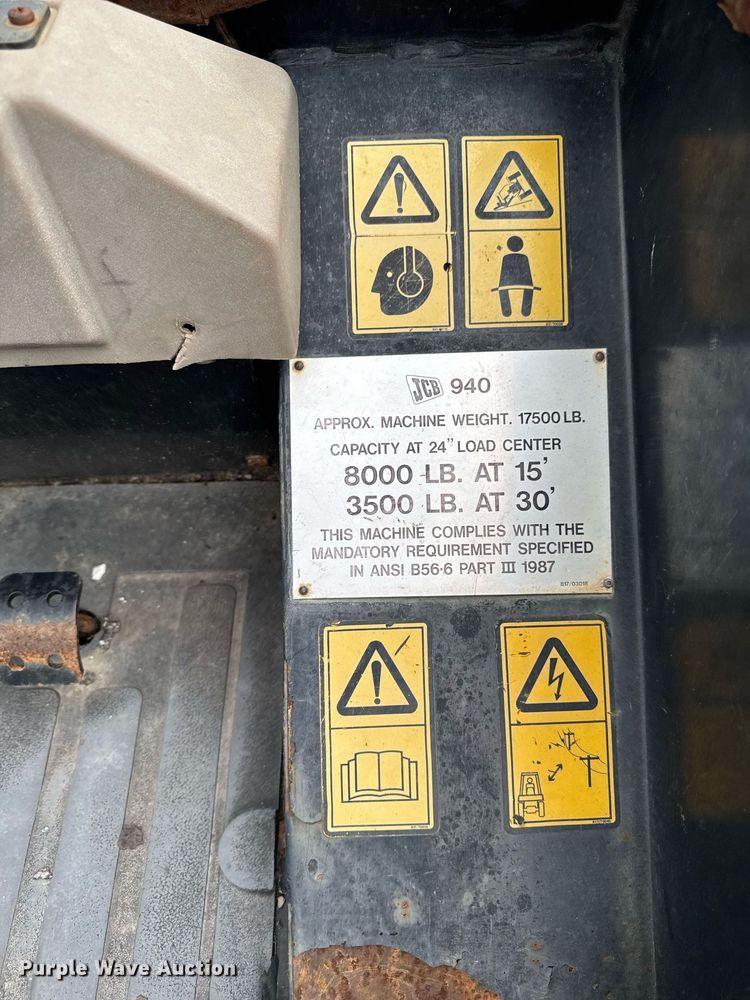 JCB 940
APPROX. MACHINE WEIGHT. 17500 LB.
CAPACITY AT 24" LOAD CENTER
8000 LB. AT 15'
3500 LB. AT 30'
THIS MACHINE COMPLIES WITH THE
MANDATORY REQUIREMENT SPECIFIED
IN ANSI B56·6 PART III 1987
817/03018
Purple Wave Auction